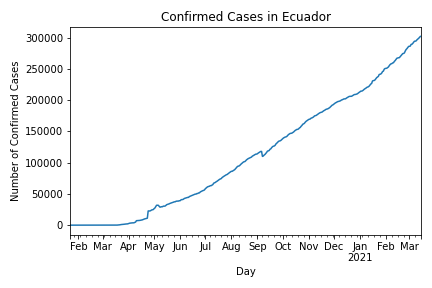 Confirmed Cases in Ecuador
Number of Confirmed Cases
300000
250000
200000
150000
100000
50000
0
Feb Mar Apr May Jun Jul Aug Sep Oct Nov Dec Jan Feb Mar
2021
Day